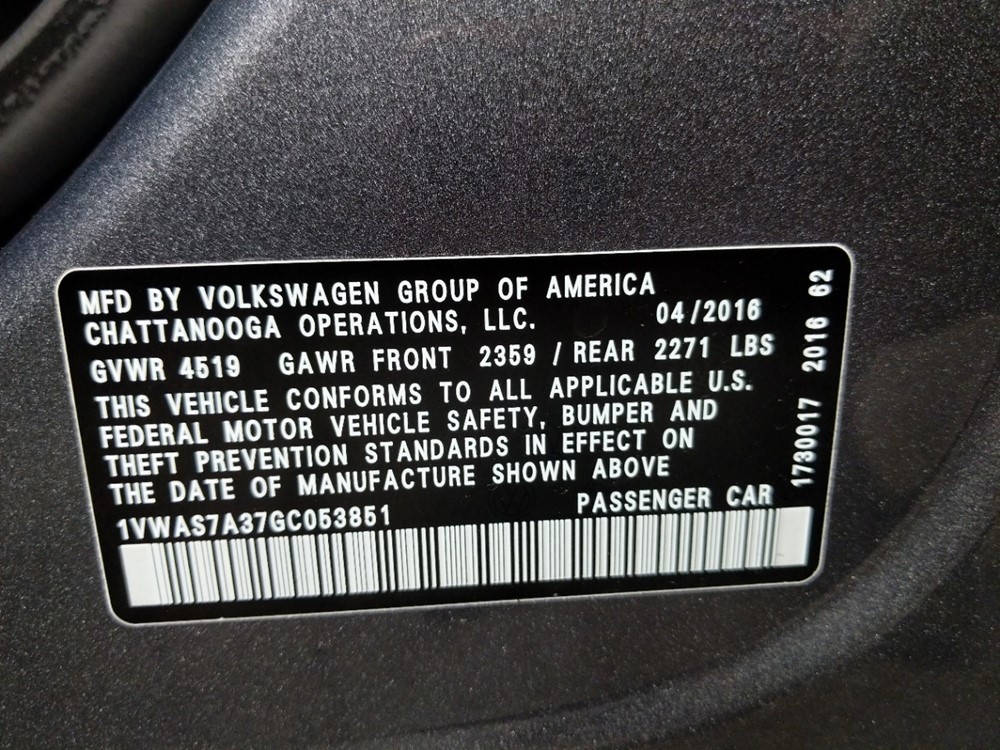 MFD BY VOLKSWAGEN GROUP OF AMERICA
CHATTANOOGA OPERATIONS, LLC. 04/2016
GVWR 4519 GAWR FRONT 2359 / REAR 2271 LBS
THIS VEHICLE CONFORMS TO ALL APPLICABLE U.S.
FEDERAL MOTOR VEHICLE SAFETY, BUMPER AND
THEFT PREVENTION STANDARDS IN EFFECT ON
THE DATE OF MANUFACTURE SHOWN ABOVE
1VWAS7A37GC053851 PASSENGER CAR
1730017 2016 62